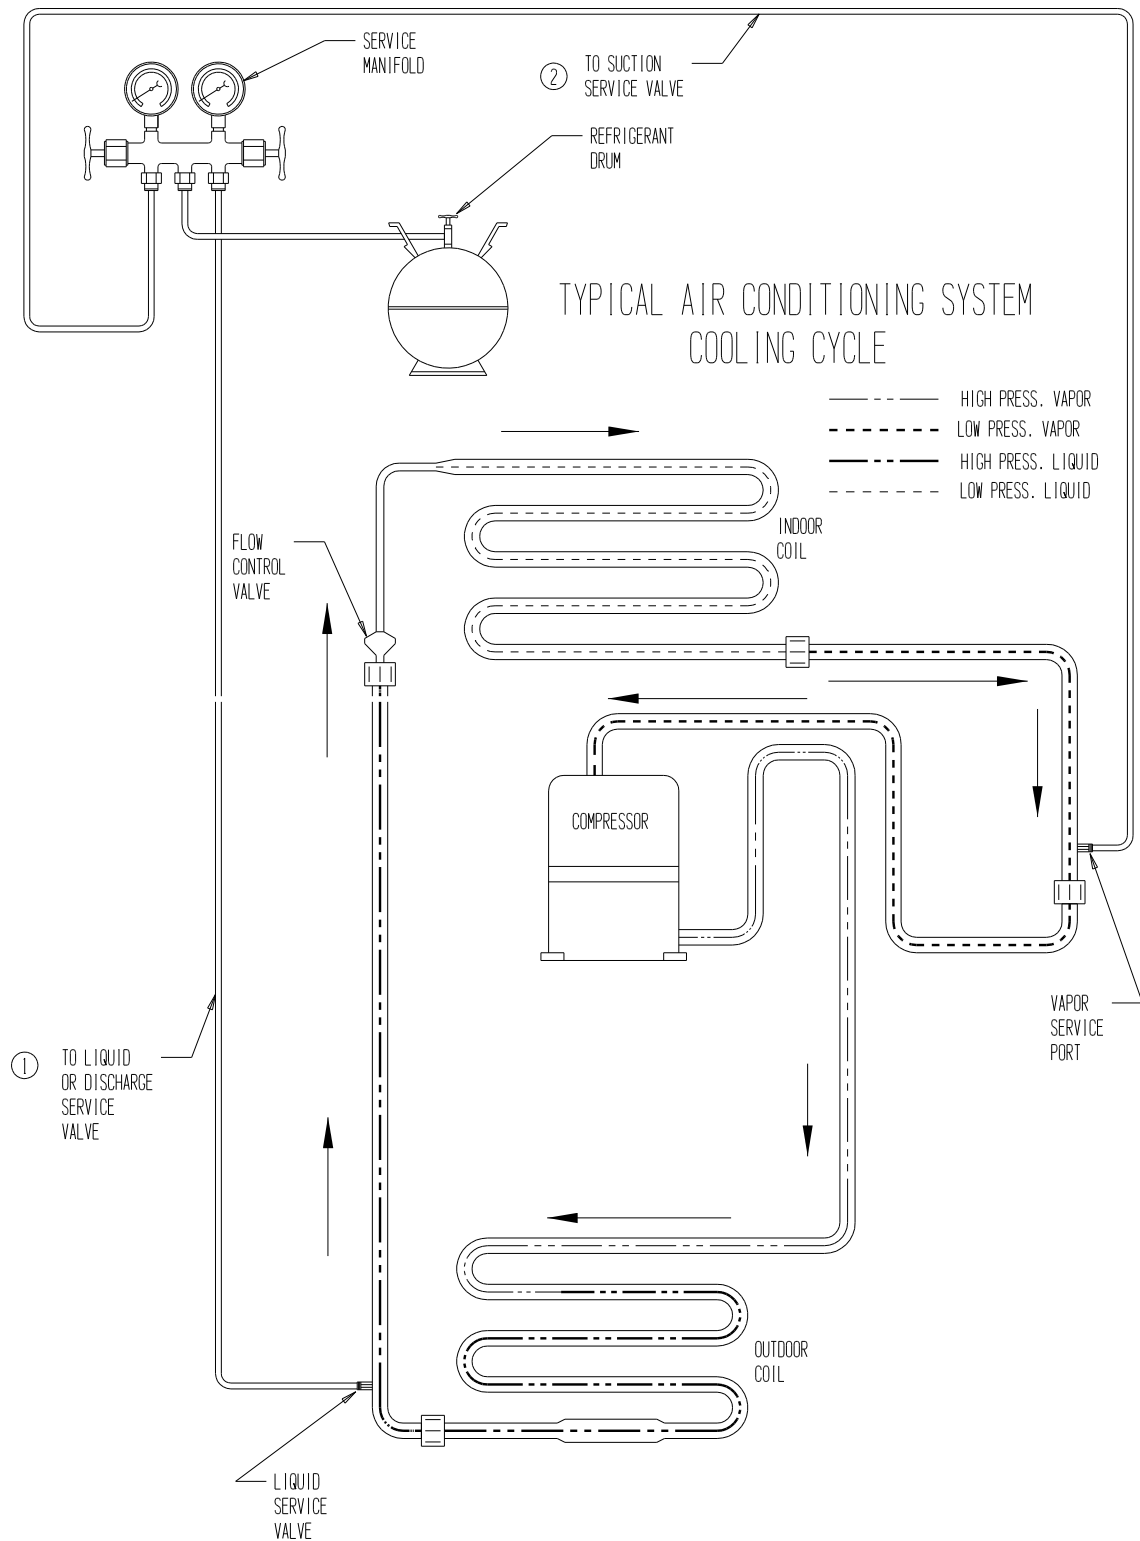 SERVICE
MANIFOLD
2
TO SUCTION
SERVICE VALVE
REFRIGERANT
DRUM
TYPICAL AIR CONDITIONING SYSTEM
COOLING CYCLE
HIGH PRESS. VAPOR
LOW PRESS. VAPOR
HIGH PRESS. LIQUID
LOW PRESS. LIQUID
INDOOR
COIL
FLOW
CONTROL
VALVE
COMPRESSOR
VAPOR
SERVICE
PORT
1
TO LIQUID
OR DISCHARGE
SERVICE
VALVE
OUTDOOR
COIL
LIQUID
SERVICE
VALVE